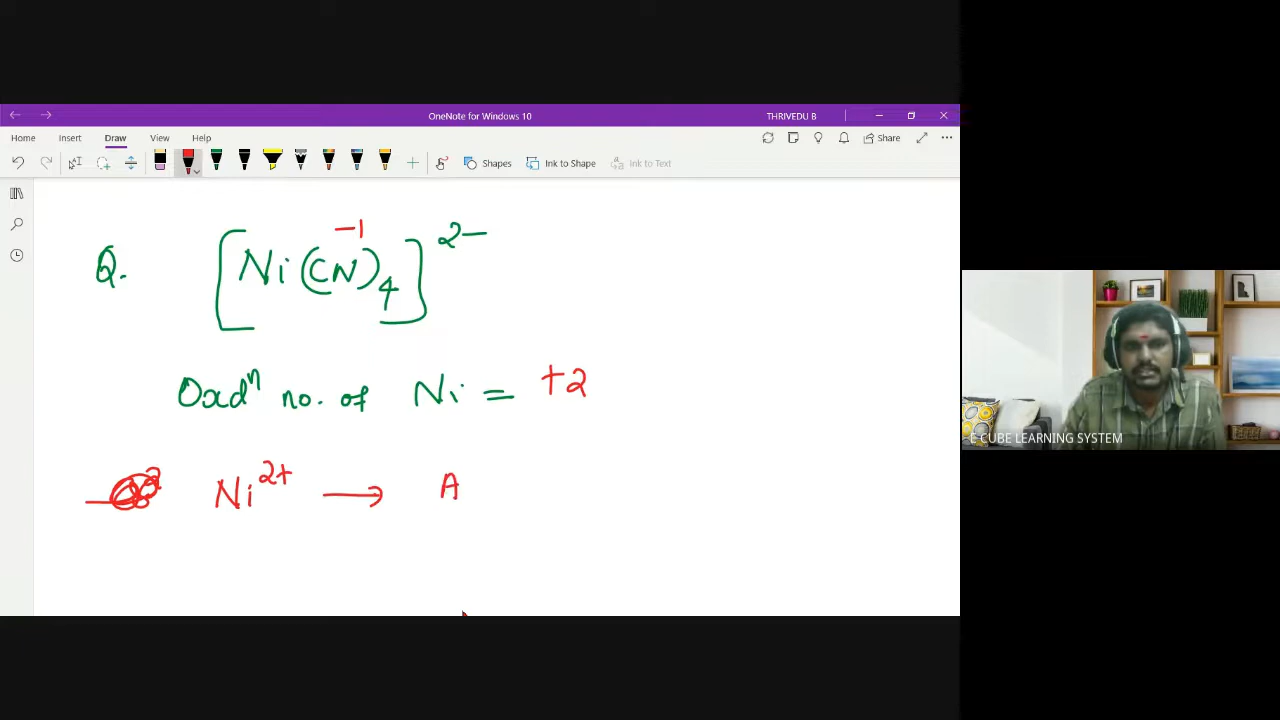 OneNote for Windows 10
THRIVEDU B
Home Insert Draw View Help
Share
Shapes Ink to Shape Ink to Text
Q. [Ni(CN)₄]²⁻
−1
Oxdⁿ no. of Ni = +2
Ni²⁺ → A
E CUBE LEARNING SYSTEM